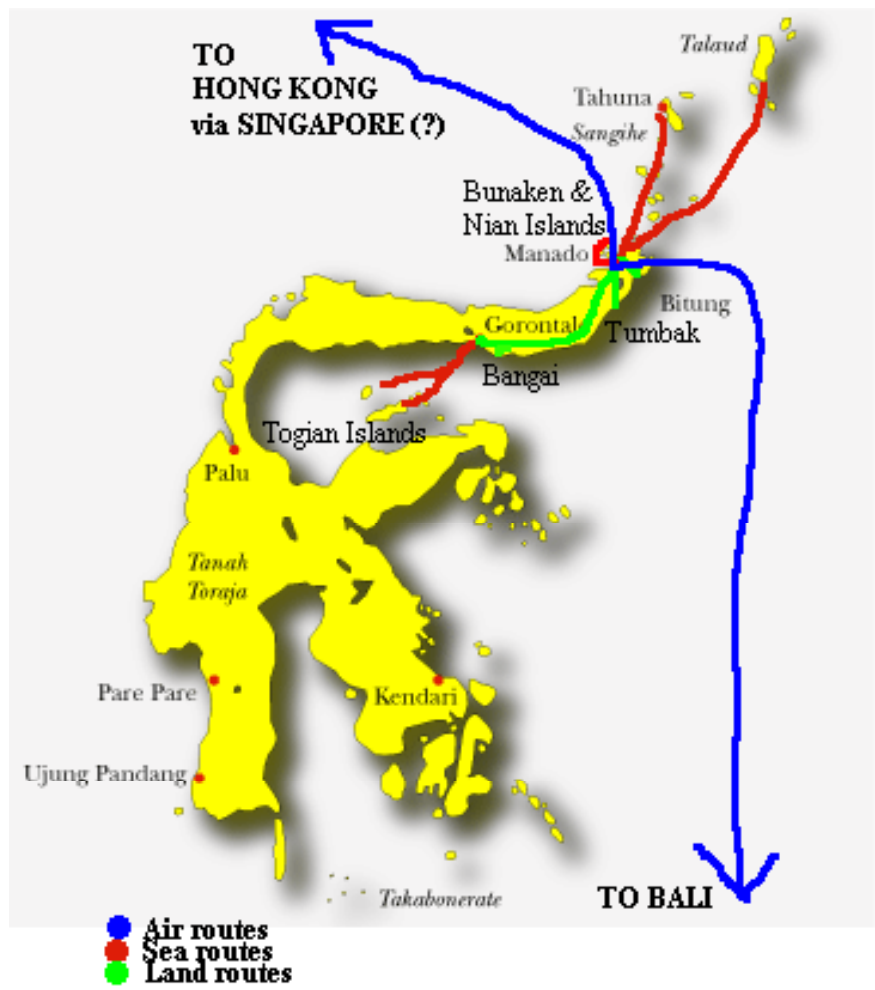 TO
HONG KONG
via SINGAPORE (?)
Talaud
Tahuna
Sangihe
Bunaken &
Nian Islands
Manado
Bitung
Gorontal
Tumbak
Bangai
Togian Islands
Palu
Tanah
Toraja
Pare Pare
Kendari
Ujung Pandang
Takabonerate
TO BALI
Air routes
Sea routes
Land routes